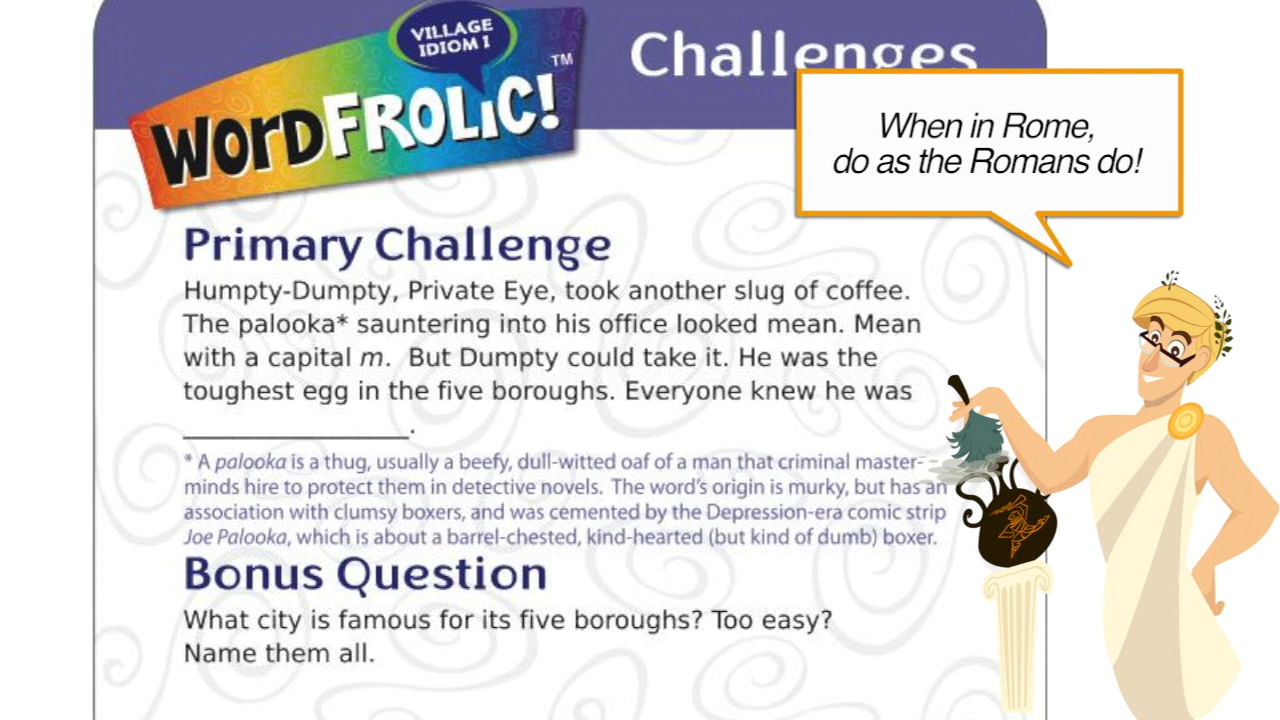 VILLAGE
IDIOM 1
TM
WORDFROLiC!
Challenges
When in Rome,
do as the Romans do!
Primary Challenge
Humpty-Dumpty, Private Eye, took another slug of coffee.
The palooka* sauntering into his office looked mean. Mean
with a capital m. But Dumpty could take it. He was the
toughest egg in the five boroughs. Everyone knew he was
_________________.
* A palooka is a thug, usually a beefy, dull-witted oaf of a man that criminal master-
minds hire to protect them in detective novels. The word's origin is murky, but has an
association with clumsy boxers, and was cemented by the Depression-era comic strip
Joe Palooka, which is about a barrel-chested, kind-hearted (but kind of dumb) boxer.
Bonus Question
What city is famous for its five boroughs? Too easy?
Name them all.